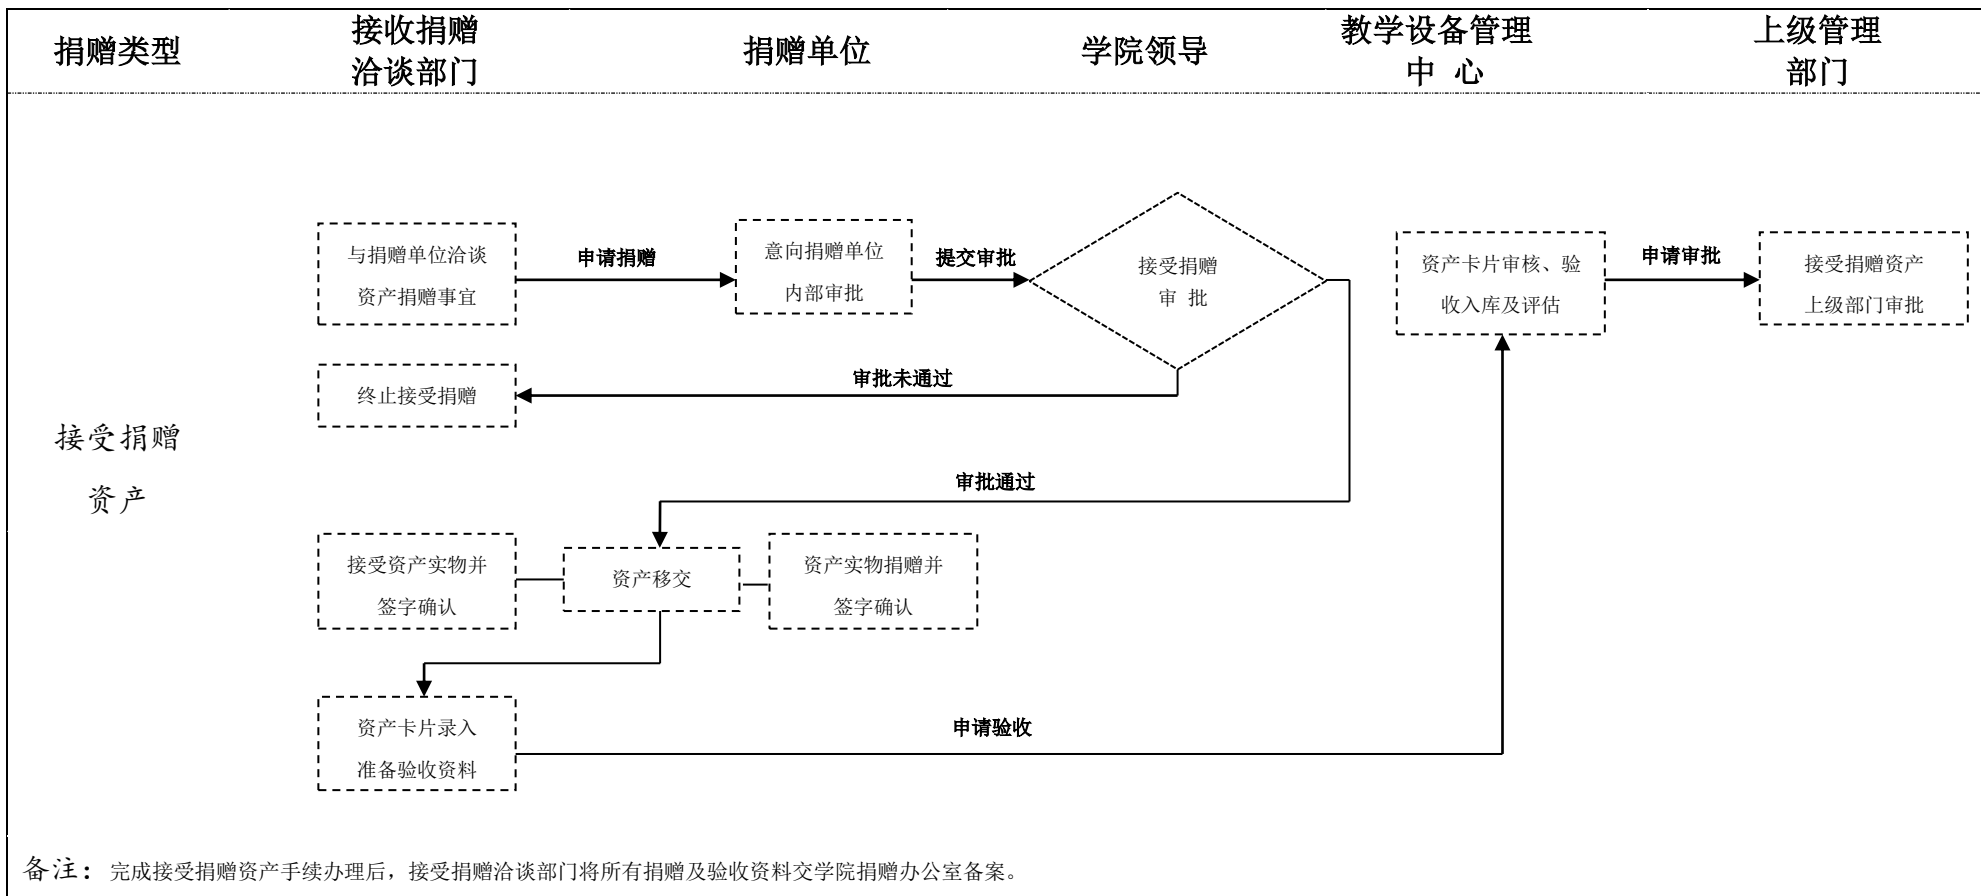 捐赠类型
接收捐赠
洽谈部门
捐赠单位
学院领导
教学设备管理
中 心
上级管理
部门
与捐赠单位洽谈
资产捐赠事宜
申请捐赠
意向捐赠单位
内部审批
提交审批
接受捐赠
审 批
资产卡片审核、验
收入库及评估
申请审批
接受捐赠资产
上级部门审批
终止接受捐赠
审批未通过
接受捐赠
资产
审批通过
接受资产实物并
签字确认
资产移交
资产实物捐赠并
签字确认
资产卡片录入
准备验收资料
申请验收
备注：完成接受捐赠资产手续办理后，接受捐赠洽谈部门将所有捐赠及验收资料交学院捐赠办公室备案。